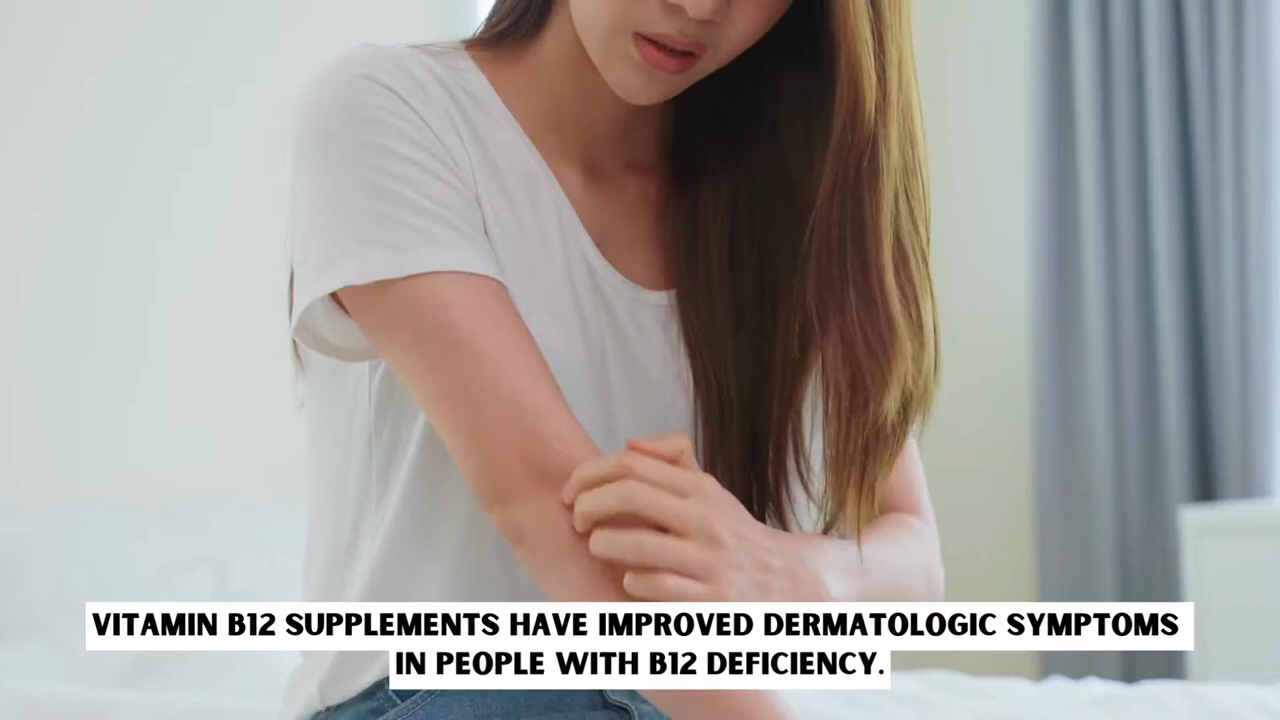 VITAMIN B12 SUPPLEMENTS HAVE IMPROVED DERMATOLOGIC SYMPTOMS
IN PEOPLE WITH B12 DEFICIENCY.